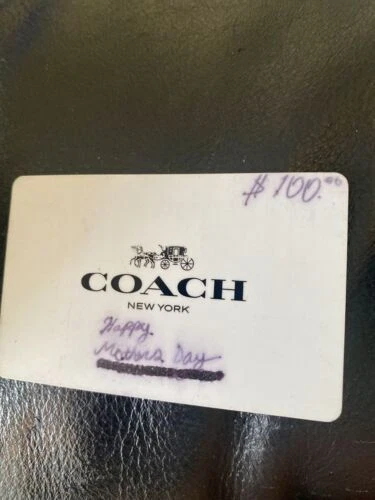 $ 100.00
COACH
NEW YORK
Happy
Mothers Day